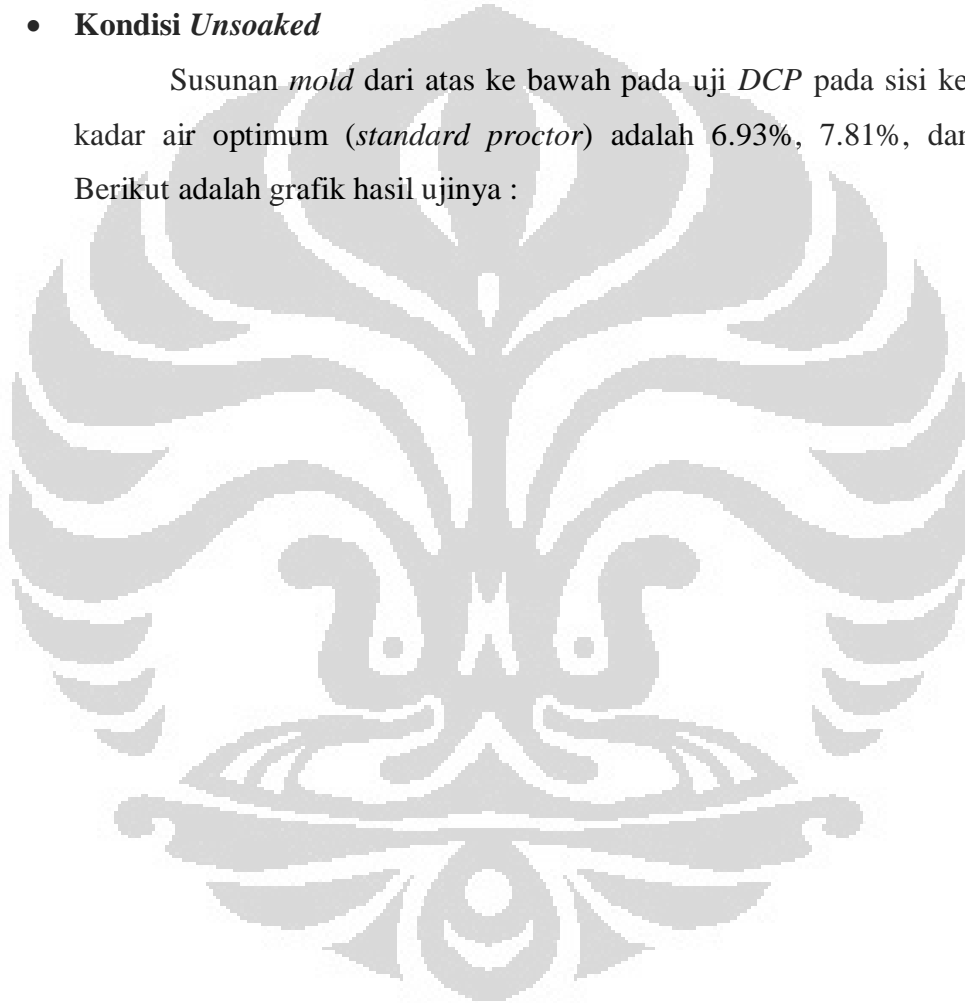 • Kondisi Unsoaked
Susunan mold dari atas ke bawah pada uji DCP pada sisi ke
kadar air optimum (standard proctor) adalah 6.93%, 7.81%, dan
Berikut adalah grafik hasil ujinya :